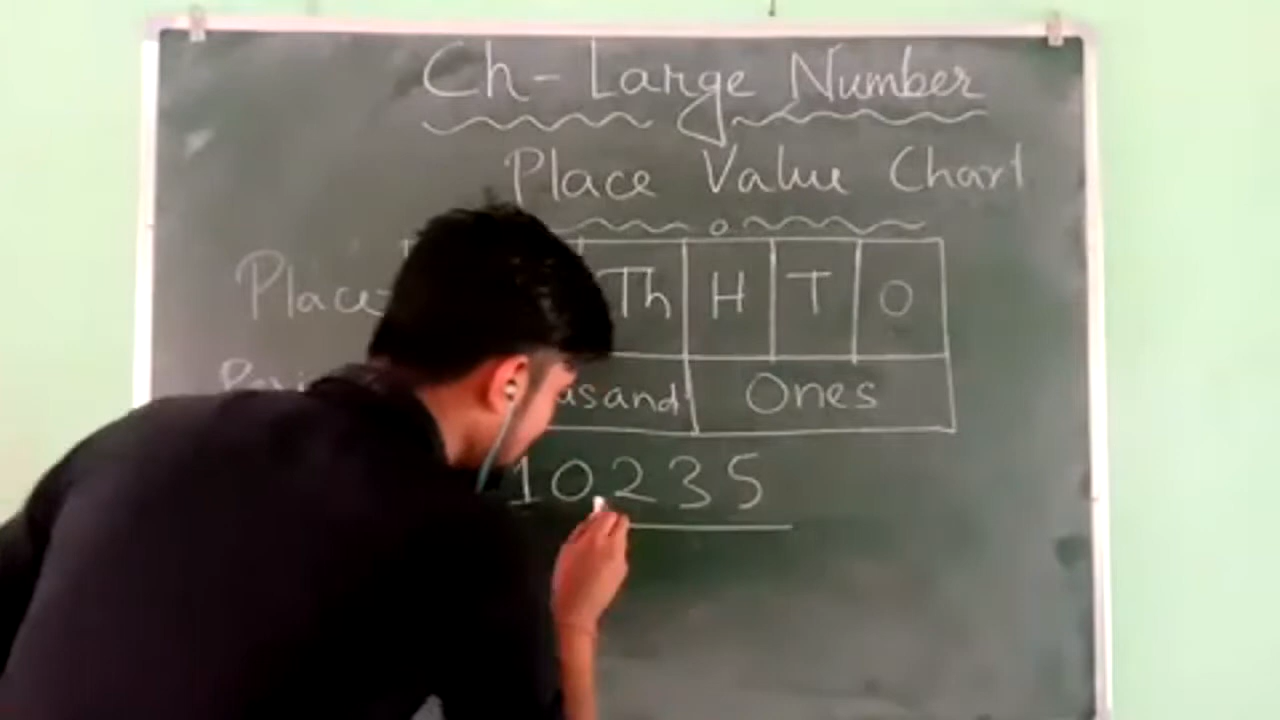 Ch- Large Number
Place Value Chart
Place Th H T O
Ones
10235